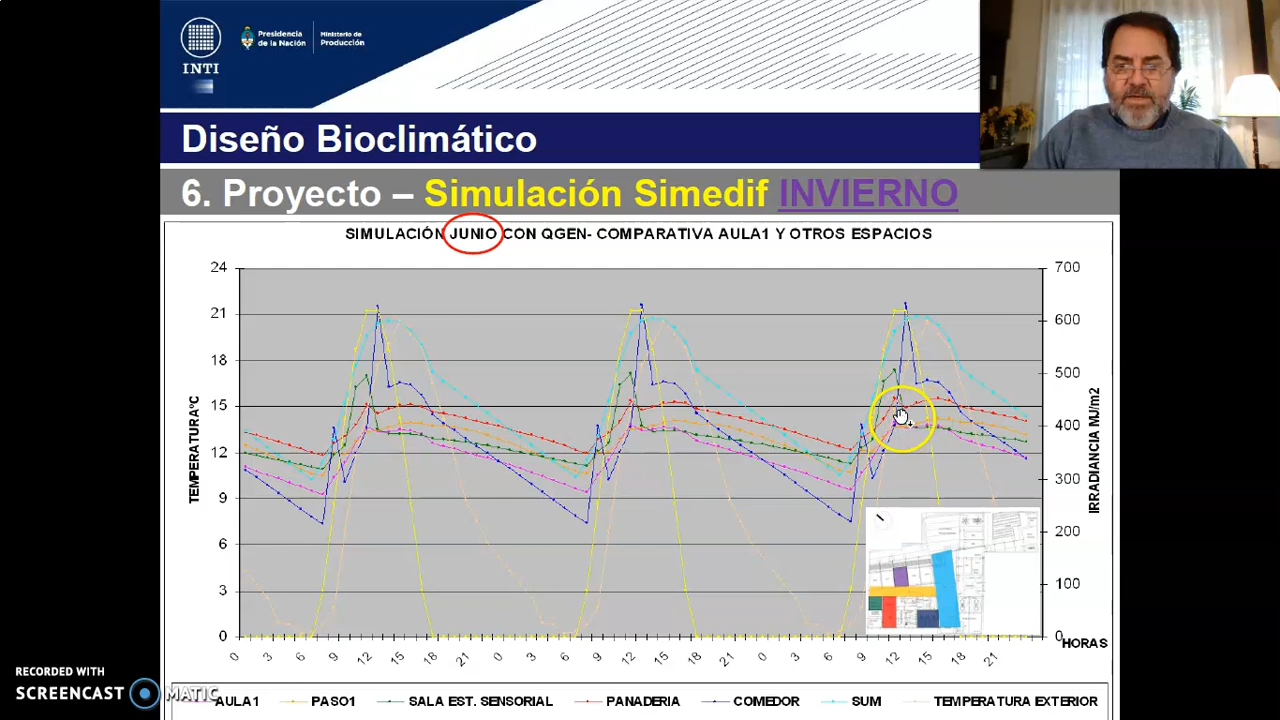 INTI
Presidencia
de la Nación
Ministerio de
Producción
Diseño Bioclimático
6. Proyecto – Simulación Simedif INVIERNO
SIMULACIÓN JUNIO CON QGEN- COMPARATIVA AULA1 Y OTROS ESPACIOS
24 700
21 600
18 500
15 400
12 300
9 200
6 100
3 0
0
TEMPERATURA°C
IRRADIANCIA MJ/m2
0 3 6 9 12 15 18 21 0 3 6 9 12 15 18 21 0 3 6 9 12 15 18 21
HORAS
AULA1 PASO1 SALA EST. SENSORIAL PANADERIA COMEDOR SUM TEMPERATURA EXTERIOR
RECORDED WITH
SCREENCAST MATIC